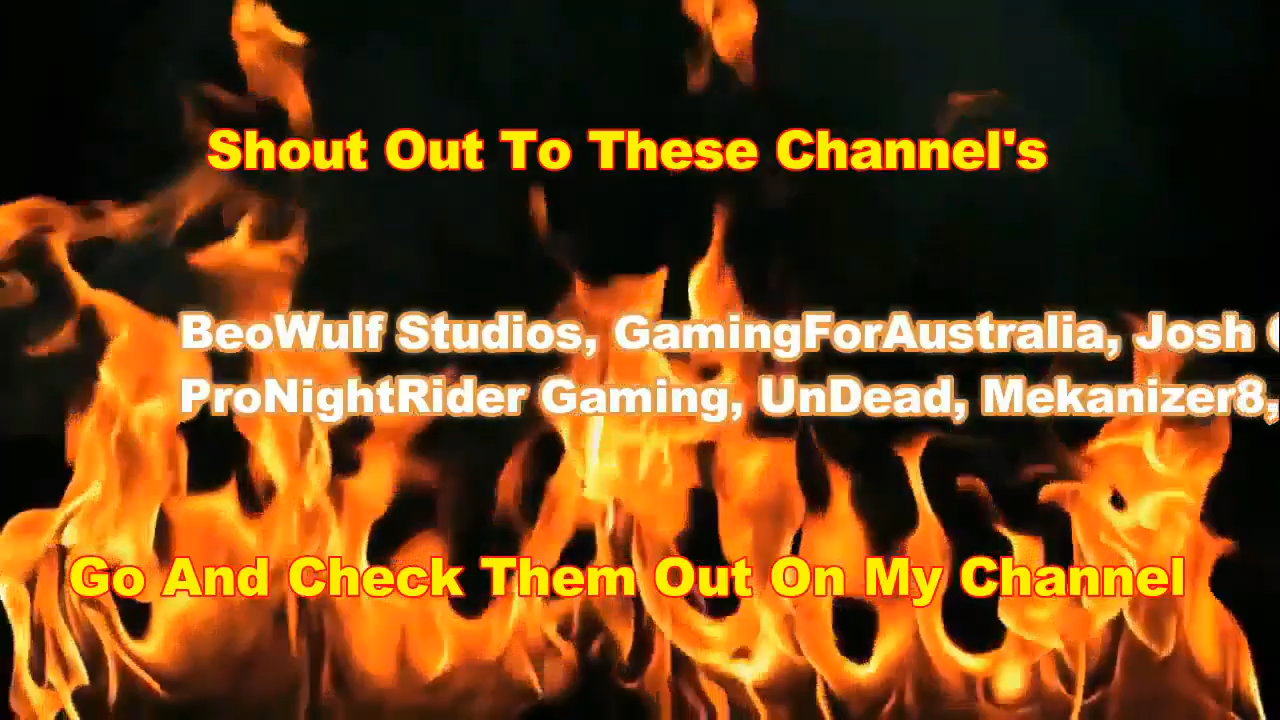 Shout Out To These Channel's
BeoWulf Studios, GamingForAustralia, Josh
ProNightRider Gaming, UnDead, Mekanizer8,
Go And Check Them Out On My Channel